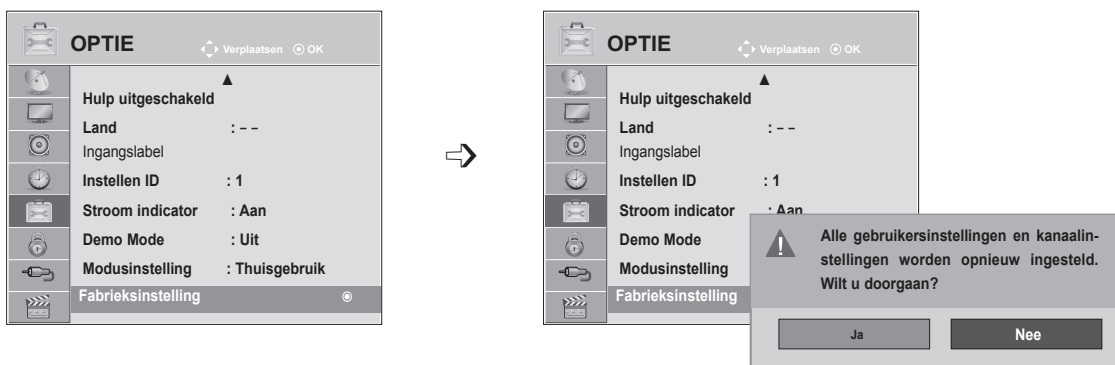 OPTIE
Verplaatsen OK
▲
Hulp uitgeschakeld
Land : – –
Ingangslabel
Instellen ID : 1
Stroom indicator : Aan
Demo Mode : Uit
Modusinstelling : Thuisgebruik
Fabrieksinstelling
OPTIE
Verplaatsen OK
▲
Hulp uitgeschakeld
Land : – –
Ingangslabel
Instellen ID : 1
Stroom indicator : Aan
Demo Mode
Modusinstelling
Fabrieksinstelling
Alle gebruikersinstellingen en kanaalin-
stellingen worden opnieuw ingesteld.
Wilt u doorgaan?
Ja Nee